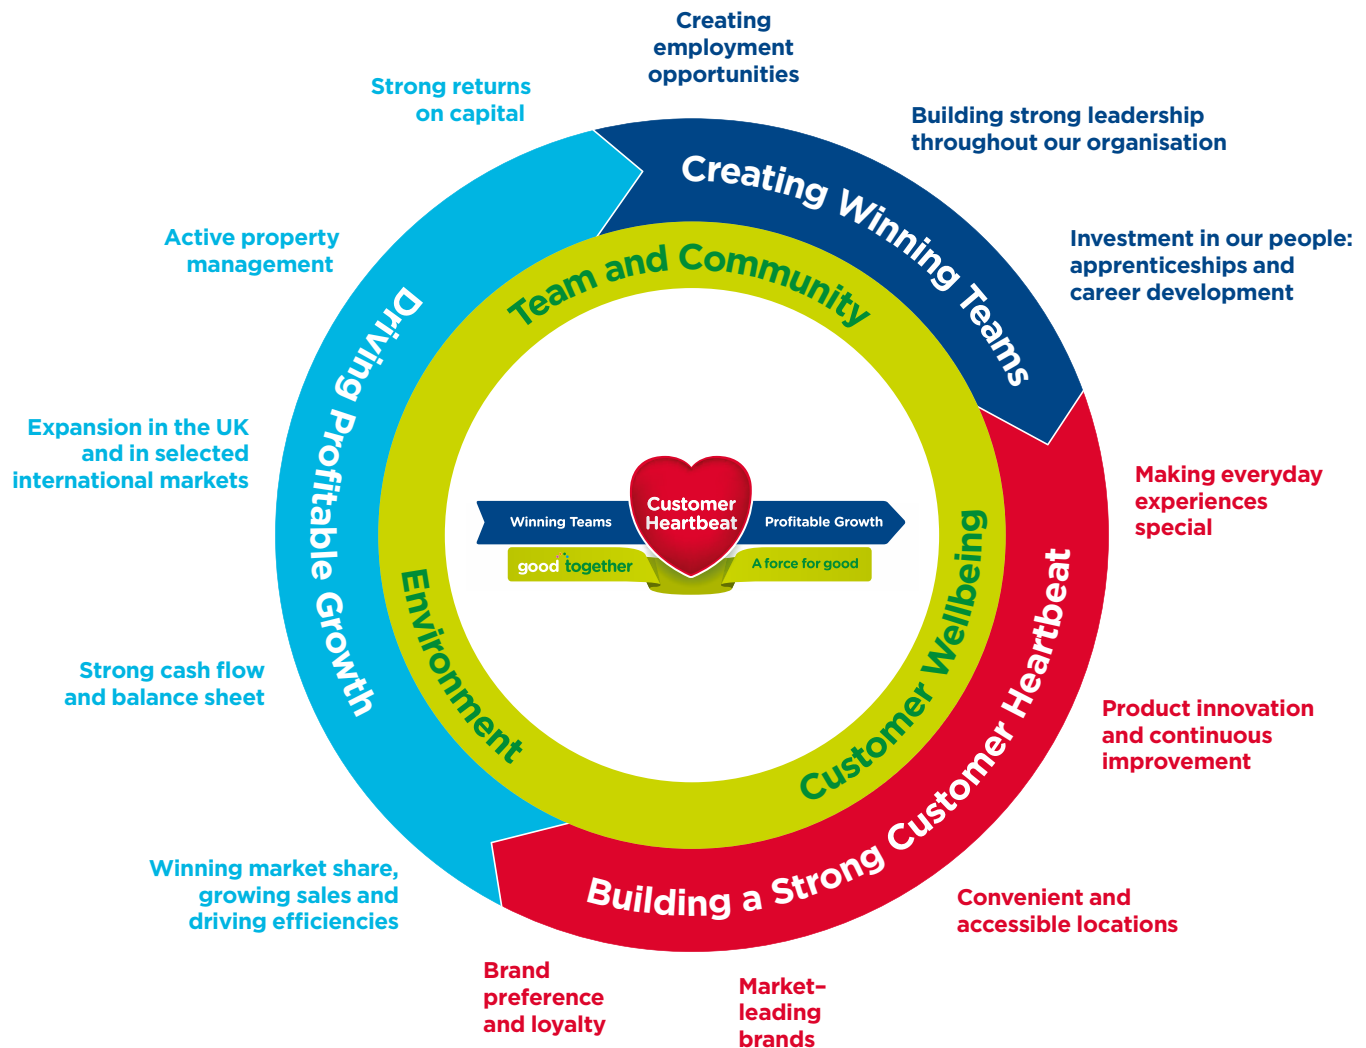 Creating
employment
opportunities
Building strong leadership
throughout our organisation
Investment in our people:
apprenticeships and
career development
Making everyday
experiences
special
Product innovation
and continuous
improvement
Convenient and
accessible locations
Market–
leading
brands
Brand
preference
and loyalty
Winning market share,
growing sales and
driving efficiencies
Strong cash flow
and balance sheet
Expansion in the UK
and in selected
international markets
Active property
management
Strong returns
on capital
Creating Winning Teams
Building a Strong Customer Heartbeat
Driving Profitable Growth
Team and Community
Customer Wellbeing
Environment
Winning Teams
Customer
Heartbeat
Profitable Growth
good together
A force for good